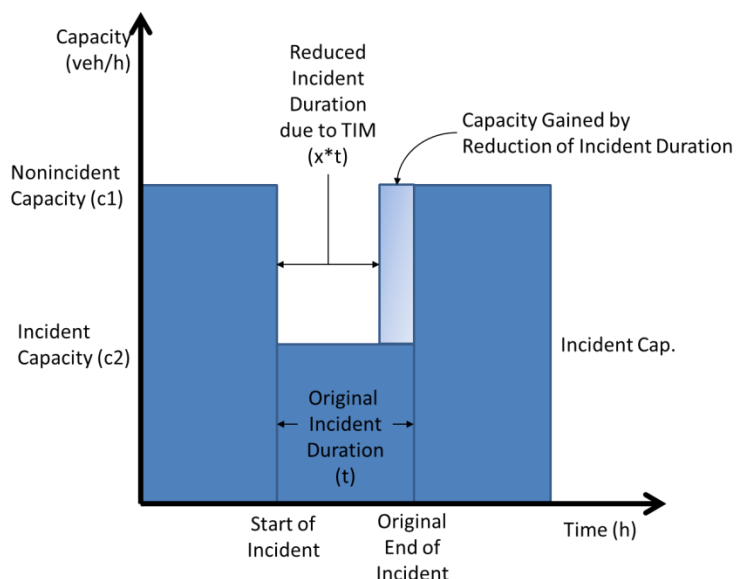 Capacity
(veh/h)
Reduced
Incident
Duration
due to TIM
(x*t)
Capacity Gained by
Reduction of Incident Duration
Nonincident
Capacity (c1)
Incident
Capacity (c2)
Incident Cap.
Original
Incident
Duration
(t)
Start of
Incident
Original
End of
Incident
Time (h)